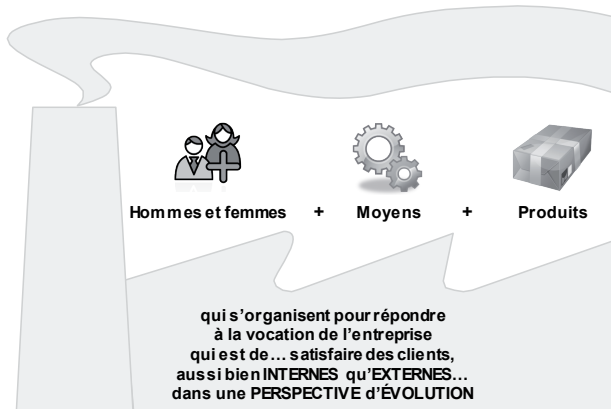 Hommes et femmes + Moyens + Produits
qui s’organisent pour répondre
à la vocation de l’entreprise
qui est de… satisfaire des clients,
aussi bien INTERNES qu’EXTERNES…
dans une PERSPECTIVE d’ÉVOLUTION